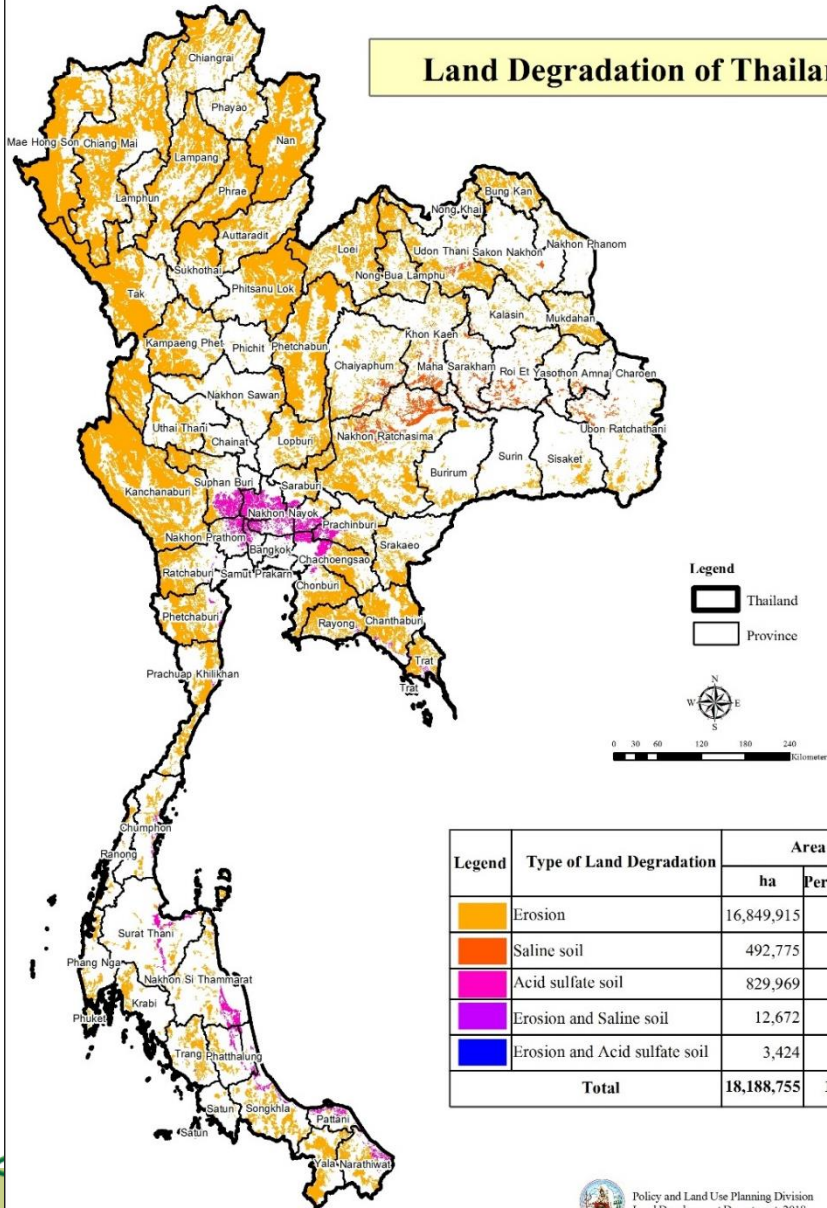 Land Degradation of Thailan
Chiangrai
Phayao
Mae Hong Son
Chiang Mai
Nan
Lampang
Phrae
Lamphun
Auttaradit
Bung Kan
Nong Khai
Loei
Udon Thani
Sakon Nakhon
Nakhon Phanom
Sukhothai
Nong Bua Lamphu
Tak
Phitsanu Lok
Kalasin
Mukdahan
Khon Kaen
Kampaeng Phet
Phichit
Phetchabun
Chaiyaphum
Maha Sarakham
Roi Et
Yasothon
Amnaj Charoen
Nakhon Sawan
Uthai Thani
Chainat
Lopburi
Nakhon Ratchasima
Ubon Ratchathani
Burirum
Surin
Sisaket
Kanchanaburi
Suphan Buri
Saraburi
Nakhon Nayok
Prachinburi
Nakhon Prathom
Bangkok
Srakaeo
Chachoengsao
Ratchaburi
Samut Prakarn
Chonburi
Phetchaburi
Rayong
Chanthaburi
Trat
Trat
Prachuap Khilikhan
Chumphon
Ranong
Surat Thani
Phang Nga
Nakhon Si Thammarat
Krabi
Phuket
Trang
Phatthalung
Satun
Songkhla
Pattani
Satun
Yala
Narathiwat
Legend
Thailand
Province
N
W E
S
0 30 60 120 180 240
Kilometer
Legend Type of Land Degradation Area
ha Per
Erosion 16,849,915
Saline soil 492,775
Acid sulfate soil 829,969
Erosion and Saline soil 12,672
Erosion and Acid sulfate soil 3,424
Total 18,188,755
Policy and Land Use Planning Division